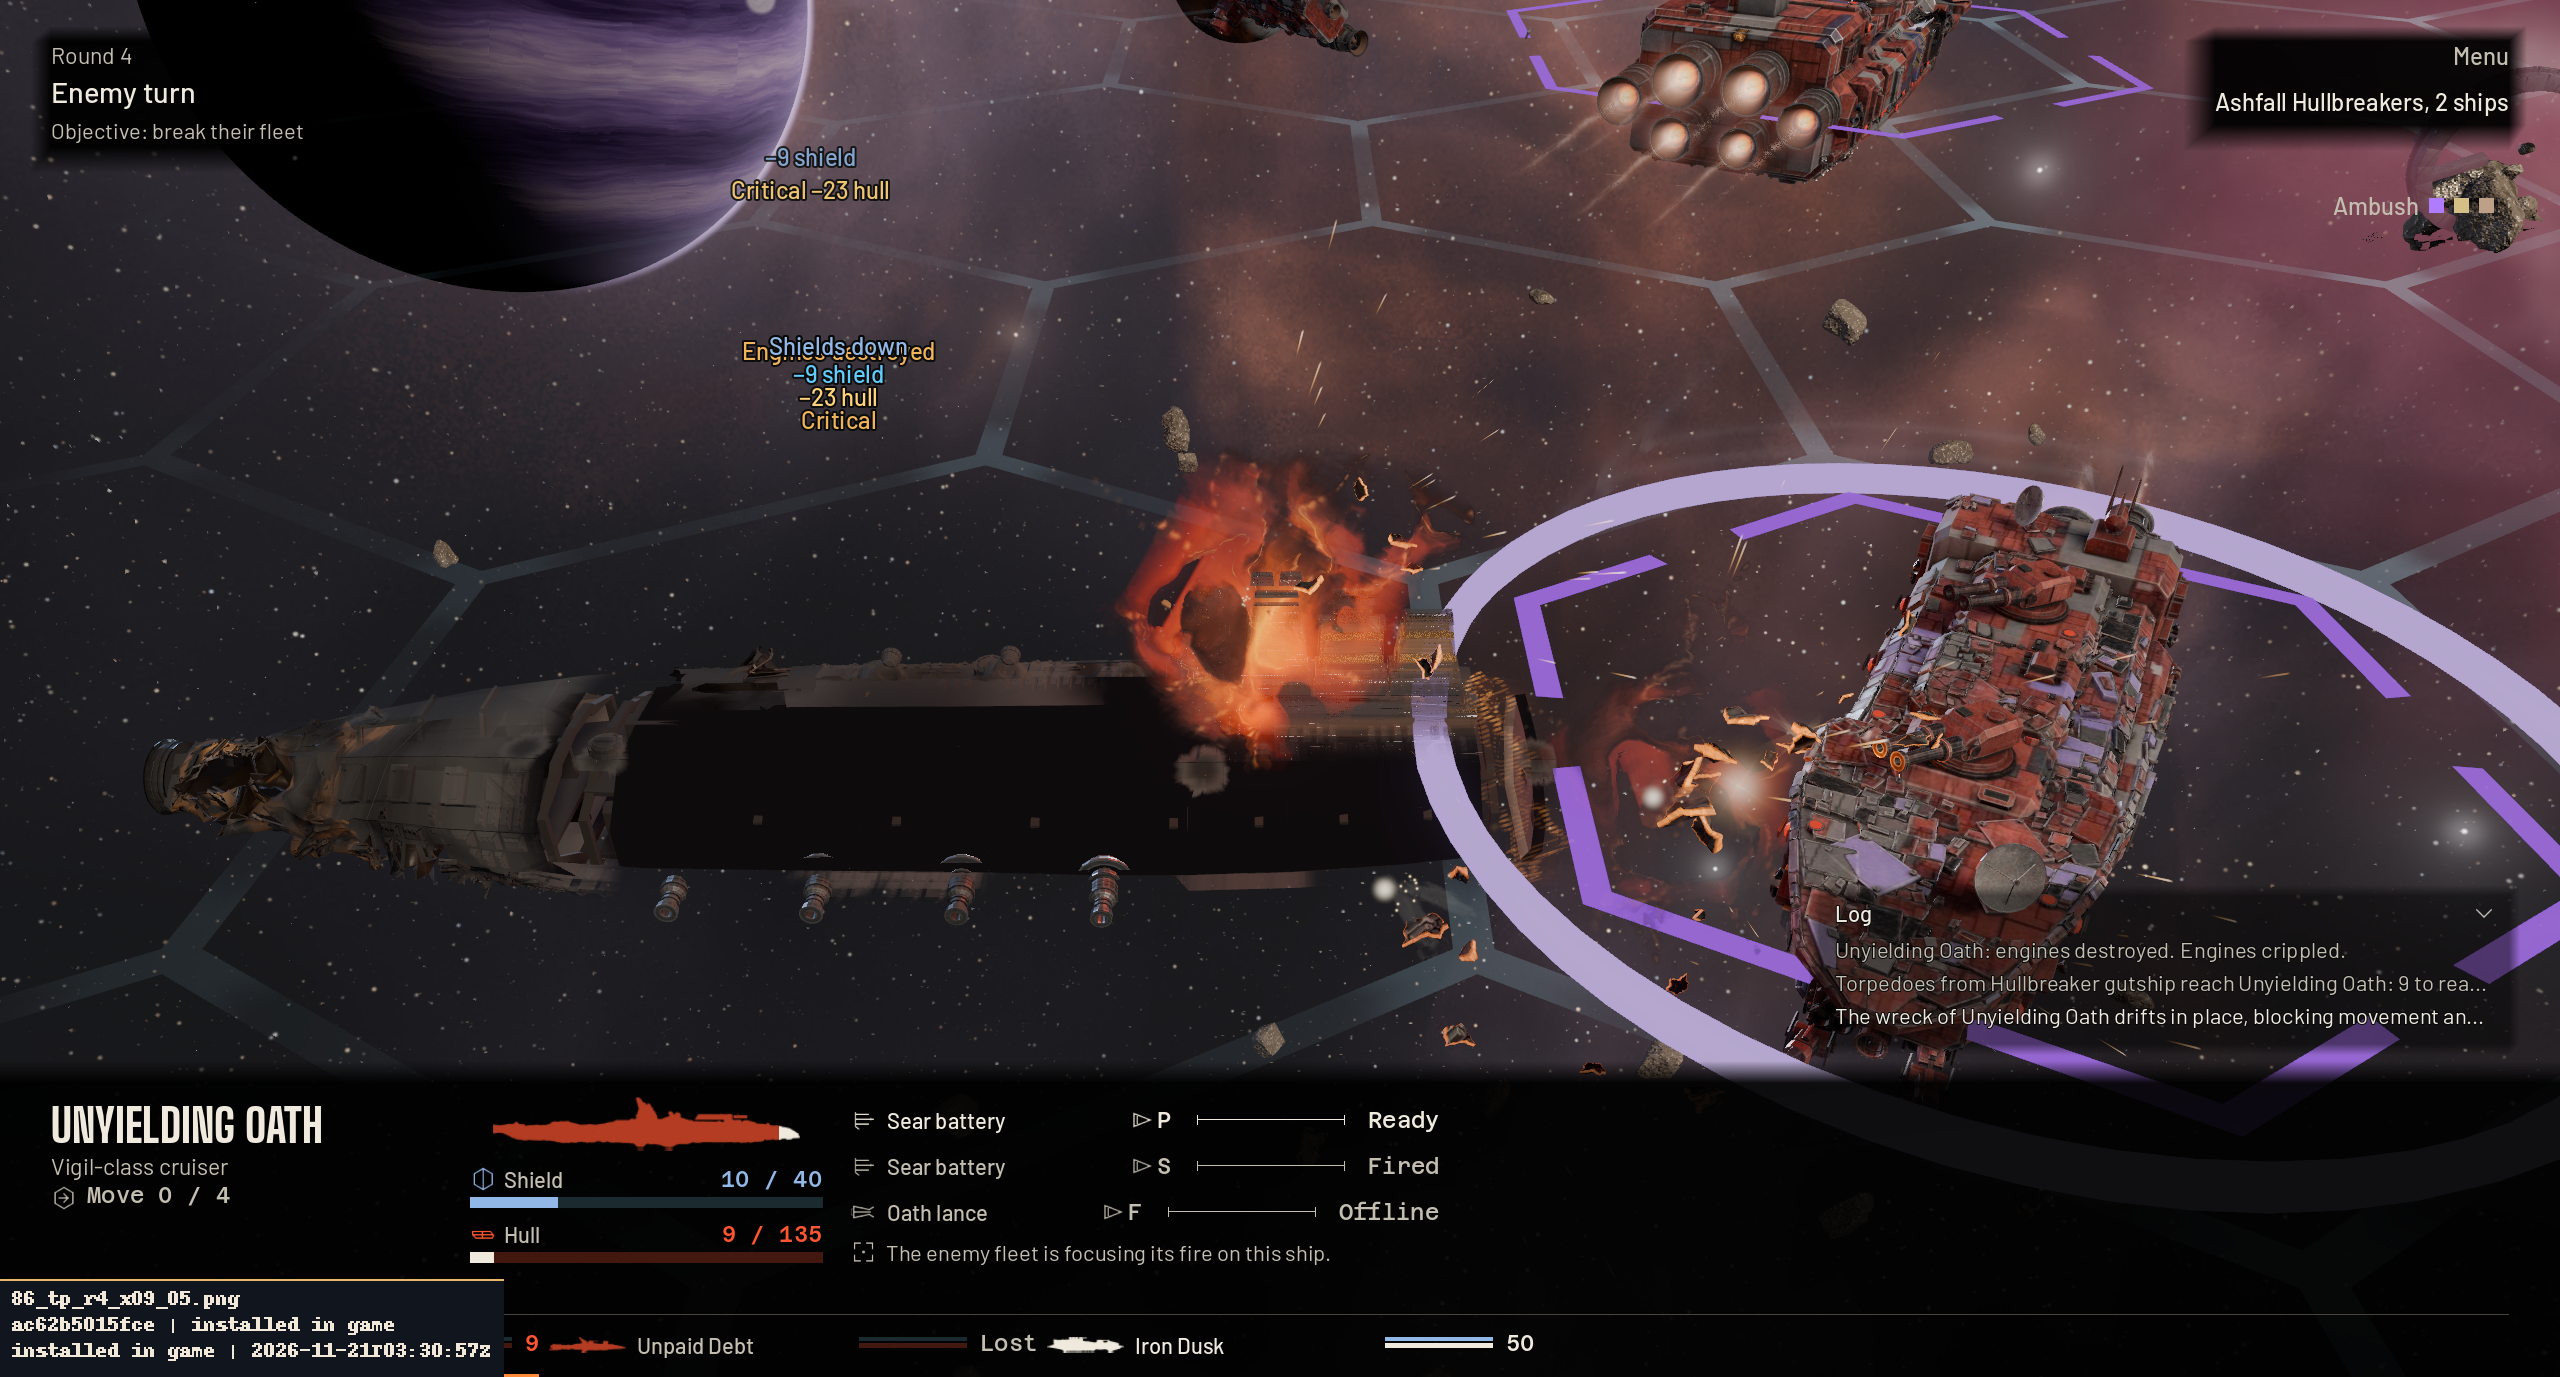 Round 4
Enemy turn
Objective: break their fleet
Menu
Ashfall Hullbreakers, 2 ships
Ambush
−9 shield
Critical −23 hull
Shields down
Engines destroyed
−9 shield
−23 hull
Critical
Log
Unyielding Oath: engines destroyed. Engines crippled.
Torpedoes from Hullbreaker gutship reach Unyielding Oath: 9 to rea...
The wreck of Unyielding Oath drifts in place, blocking movement an...
UNYIELDING OATH
Vigil-class cruiser
Move 0 / 4
Shield 10 / 40
Hull 9 / 135
Sear battery P Ready
Sear battery S Fired
Oath lance F Offline
The enemy fleet is focusing its fire on this ship.
86_tp_r4_x09_05.png
ac62b5015fce | installed in game
installed in game | 2026-11-21T03:30:57Z
9 Unpaid Debt Lost Iron Dusk 50